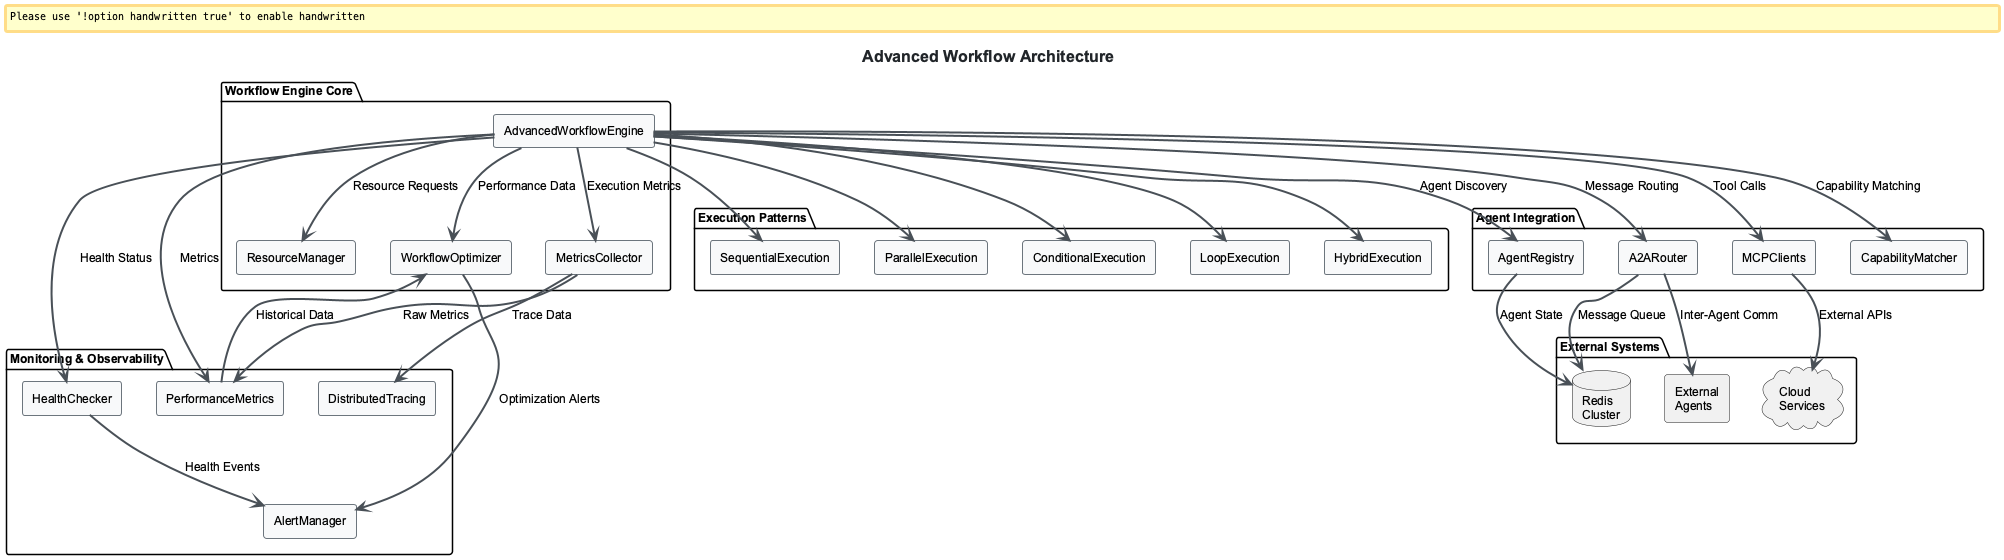 Please use '!option handwritten true' to enable handwritten
Advanced Workflow Architecture
Workflow Engine Core
AdvancedWorkflowEngine
Resource Requests
Performance Data
Execution Metrics
Agent Discovery
Message Routing
Tool Calls
Capability Matching
Execution Patterns
Agent Integration
Health Status
Metrics
ResourceManager
WorkflowOptimizer
MetricsCollector
SequentialExecution
ParallelExecution
ConditionalExecution
LoopExecution
HybridExecution
AgentRegistry
A2ARouter
MCPClients
CapabilityMatcher
Historical Data
Raw Metrics
Trace Data
Agent State
Message Queue
Inter-Agent Comm
External APIs
Monitoring & Observability
External Systems
HealthChecker
PerformanceMetrics
DistributedTracing
Optimization Alerts
Redis
Cluster
External
Agents
Cloud
Services
Health Events
AlertManager